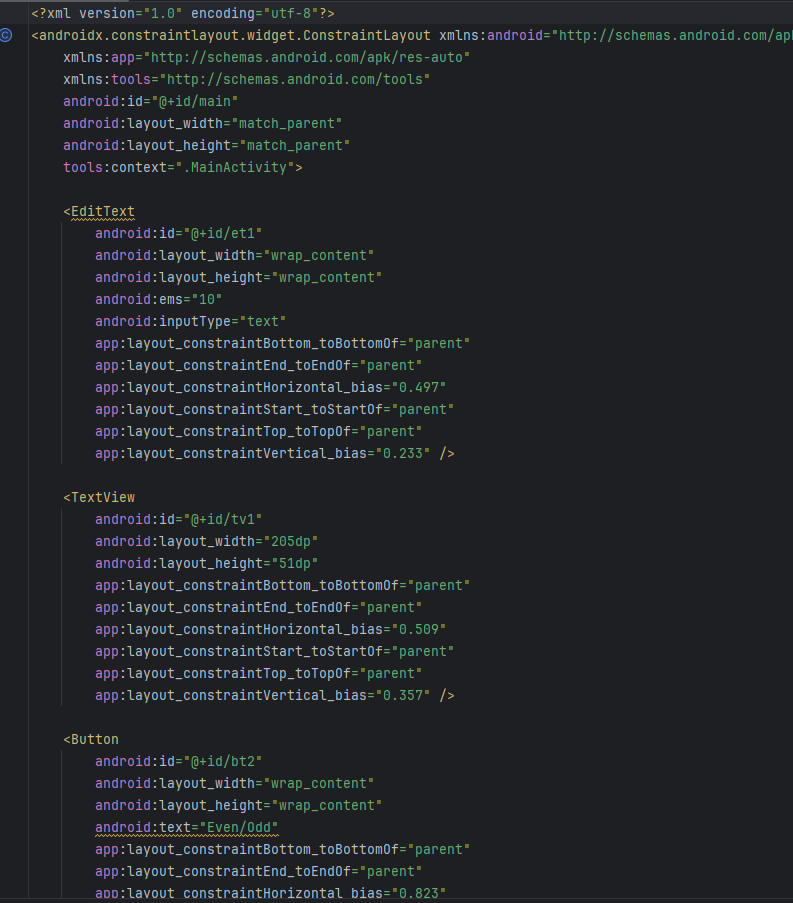 <?xml version="1.0" encoding="utf-8"?>
<androidx.constraintlayout.widget.ConstraintLayout xmlns:android="http://schemas.android.com/apk
xmlns:app="http://schemas.android.com/apk/res-auto"
xmlns:tools="http://schemas.android.com/tools"
android:id="@+id/main"
android:layout_width="match_parent"
android:layout_height="match_parent"
tools:context=".MainActivity">
<EditText
android:id="@+id/et1"
android:layout_width="wrap_content"
android:layout_height="wrap_content"
android:ems="10"
android:inputType="text"
app:layout_constraintBottom_toBottomOf="parent"
app:layout_constraintEnd_toEndOf="parent"
app:layout_constraintHorizontal_bias="0.497"
app:layout_constraintStart_toStartOf="parent"
app:layout_constraintTop_toTopOf="parent"
app:layout_constraintVertical_bias="0.233" />
<TextView
android:id="@+id/tv1"
android:layout_width="205dp"
android:layout_height="51dp"
app:layout_constraintBottom_toBottomOf="parent"
app:layout_constraintEnd_toEndOf="parent"
app:layout_constraintHorizontal_bias="0.509"
app:layout_constraintStart_toStartOf="parent"
app:layout_constraintTop_toTopOf="parent"
app:layout_constraintVertical_bias="0.357" />
<Button
android:id="@+id/bt2"
android:layout_width="wrap_content"
android:layout_height="wrap_content"
android:text="Even/Odd"
app:layout_constraintBottom_toBottomOf="parent"
app:layout_constraintEnd_toEndOf="parent"
app:layout_constraintHorizontal_bias="0.823"